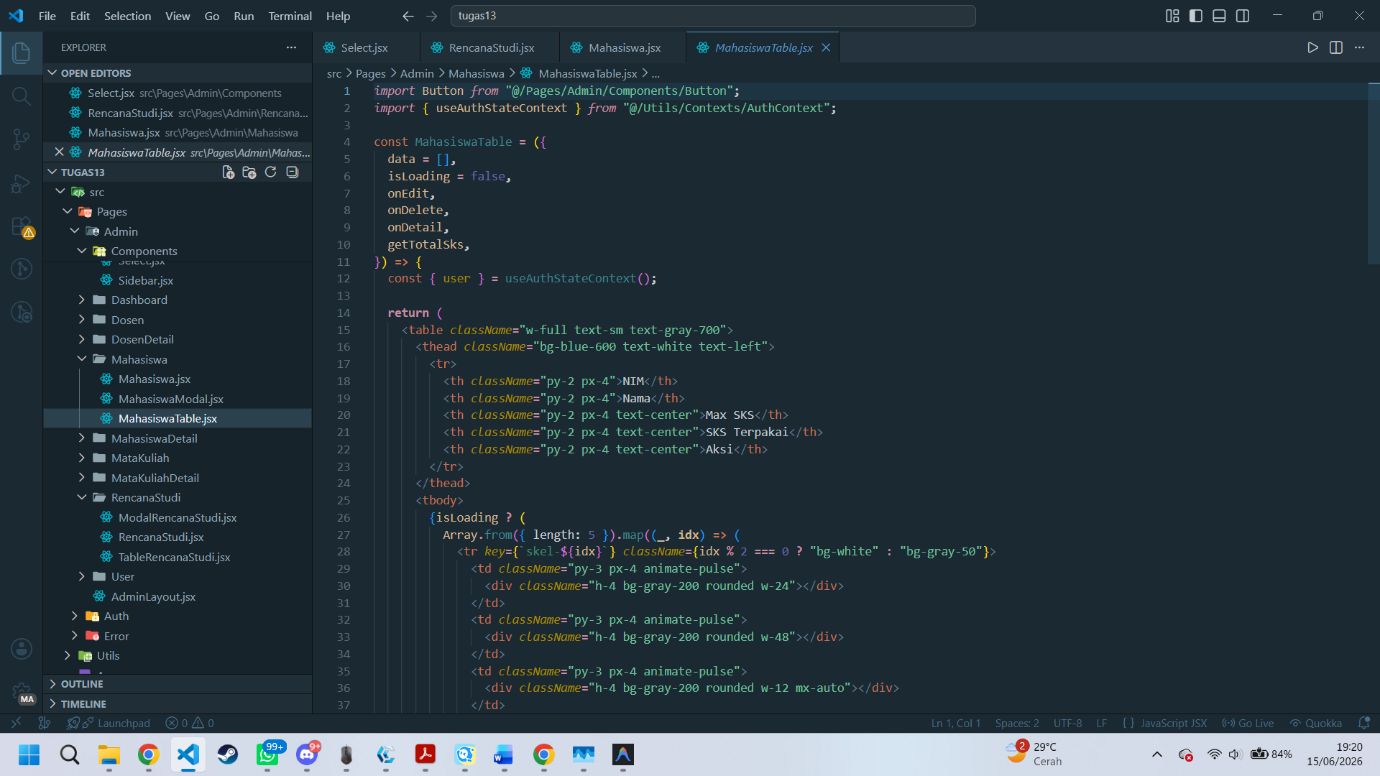 File Edit Selection View Go Run Terminal Help
tugas13
EXPLORER
Select.jsx RencanaStudi.jsx Mahasiswa.jsx MahasiswaTable.jsx
src > Pages > Admin > Mahasiswa > MahasiswaTable.jsx > ...
OPEN EDITORS
Select.jsx src\Pages\Admin\Components
RencanaStudi.jsx src\Pages\Admin\Rencana...
Mahasiswa.jsx src\Pages\Admin\Mahasiswa
MahasiswaTable.jsx src\Pages\Admin\Mahas...
TUGAS13
src
Pages
Admin
Components
Select.jsx
Sidebar.jsx
Dashboard
Dosen
DosenDetail
Mahasiswa
Mahasiswa.jsx
MahasiswaModal.jsx
MahasiswaTable.jsx
MahasiswaDetail
MataKuliah
MataKuliahDetail
RencanaStudi
ModalRencanaStudi.jsx
RencanaStudi.jsx
TableRencanaStudi.jsx
User
AdminLayout.jsx
Auth
Error
Utils
OUTLINE
TIMELINE
1 import Button from "@/Pages/Admin/Components/Button";
2 import { useAuthStateContext } from "@/Utils/Contexts/AuthContext";
3
4 const MahasiswaTable = ({
5 data = [],
6 isLoading = false,
7 onEdit,
8 onDelete,
9 onDetail,
10 getTotalSks,
11 }) => {
12 const { user } = useAuthStateContext();
13
14 return (
15 <table className="w-full text-sm text-gray-700">
16 <thead className="bg-blue-600 text-white text-left">
17 <tr>
18 <th className="py-2 px-4">NIM</th>
19 <th className="py-2 px-4">Nama</th>
20 <th className="py-2 px-4 text-center">Max SKS</th>
21 <th className="py-2 px-4 text-center">SKS Terpakai</th>
22 <th className="py-2 px-4 text-center">Aksi</th>
23 </tr>
24 </thead>
25 <tbody>
26 {isLoading ? (
27 Array.from({ length: 5 }).map((_, idx) => (
28 <tr key={`skel-${idx}`} className={idx % 2 === 0 ? "bg-white" : "bg-gray-50"}>
29 <td className="py-3 px-4 animate-pulse">
30 <div className="h-4 bg-gray-200 rounded w-24"></div>
31 </td>
32 <td className="py-3 px-4 animate-pulse">
33 <div className="h-4 bg-gray-200 rounded w-48"></div>
34 </td>
35 <td className="py-3 px-4 animate-pulse">
36 <div className="h-4 bg-gray-200 rounded w-12 mx-auto"></div>
37 </td>
MA
Launchpad 0 0 Ln 1, Col 1 Spaces: 2 UTF-8 LF { } JavaScript JSX Go Live Quokka
99+ 9+ 2 29°C Cerah 84% 19:20 15/06/2026